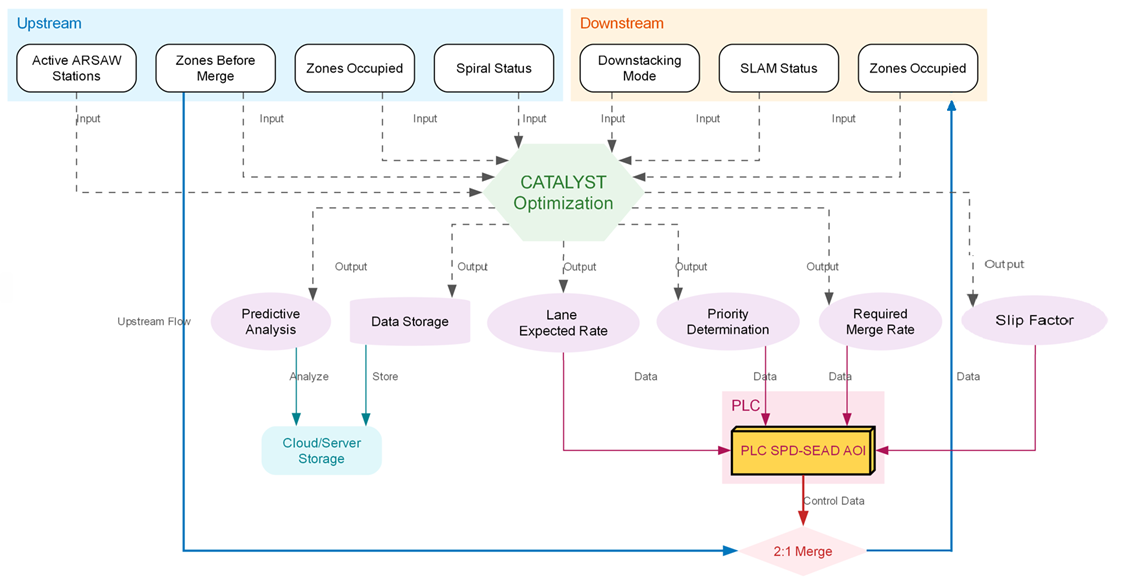 Upstream
Downstream
Active ARSAW
Stations
Zones Before
Merge
Zones Occupied
Spiral Status
Downstacking
Mode
SLAM Status
Zones Occupied
Input
Input
Input
Input
Input
Input
Input
CATALYST
Optimization
Output
Output
Output
Output
Output
Output
Upstream Flow
Predictive
Analysis
Data Storage
Lane
Expected Rate
Priority
Determination
Required
Merge Rate
Slip Factor
Analyze
Store
Data
Data
Data
Data
PLC
Cloud/Server
Storage
PLC SPD-SEAD AOI
Control Data
2:1 Merge